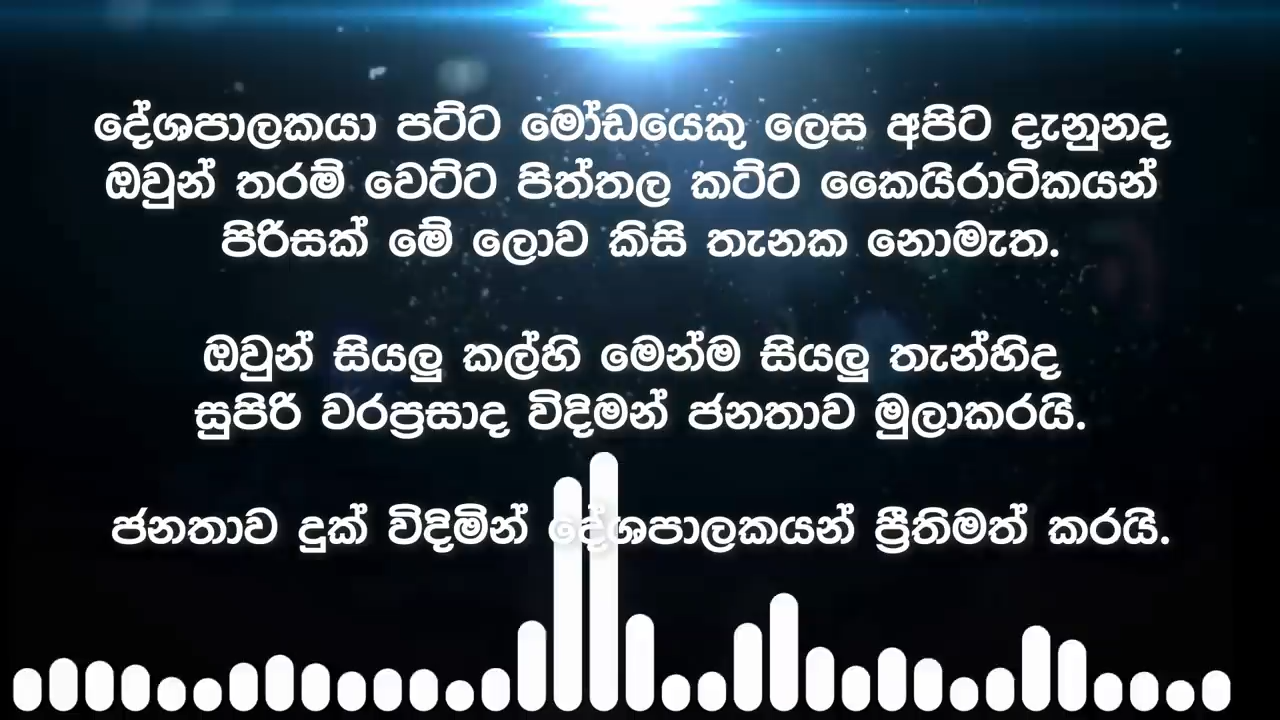 දේශපාලකයා පට්ට මෝඩයෙකු ලෙස අපිට දැනුනද
ඔවුන් තරම් වෙට්ට පිත්තල කට්ට කෛයිරාටිකයන්
පිරිසක් මේ ලොව කිසි තැනක නොමැත.
ඔවුන් සියලු කල්හි මෙන්ම සියලු තැන්හිද
සුපිරි වරප්‍රසාද විදිමන් ජනතාව මුලාකරයි.
ජනතාව දුක් විදිමින් දේශපාලකයන් ප්‍රීතිමත් කරයි.